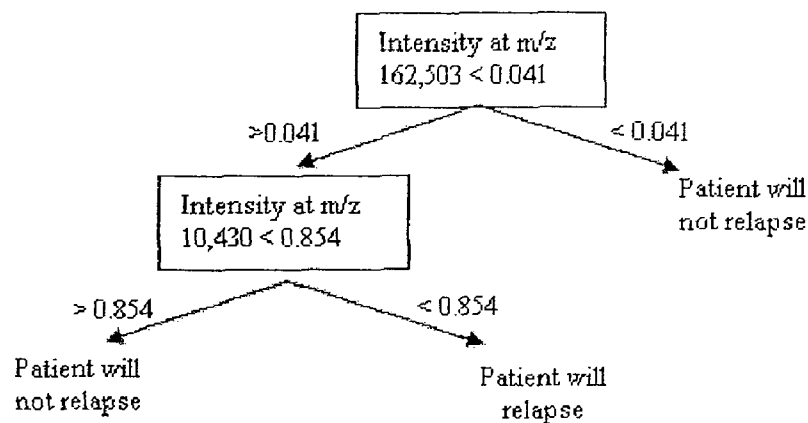 Intensity at m/z
162,503 < 0.041
>0.041
< 0.041
Patient will
not relapse
Intensity at m/z
10,430 < 0.854
> 0.854
< 0.854
Patient will
not relapse
Patient will
relapse